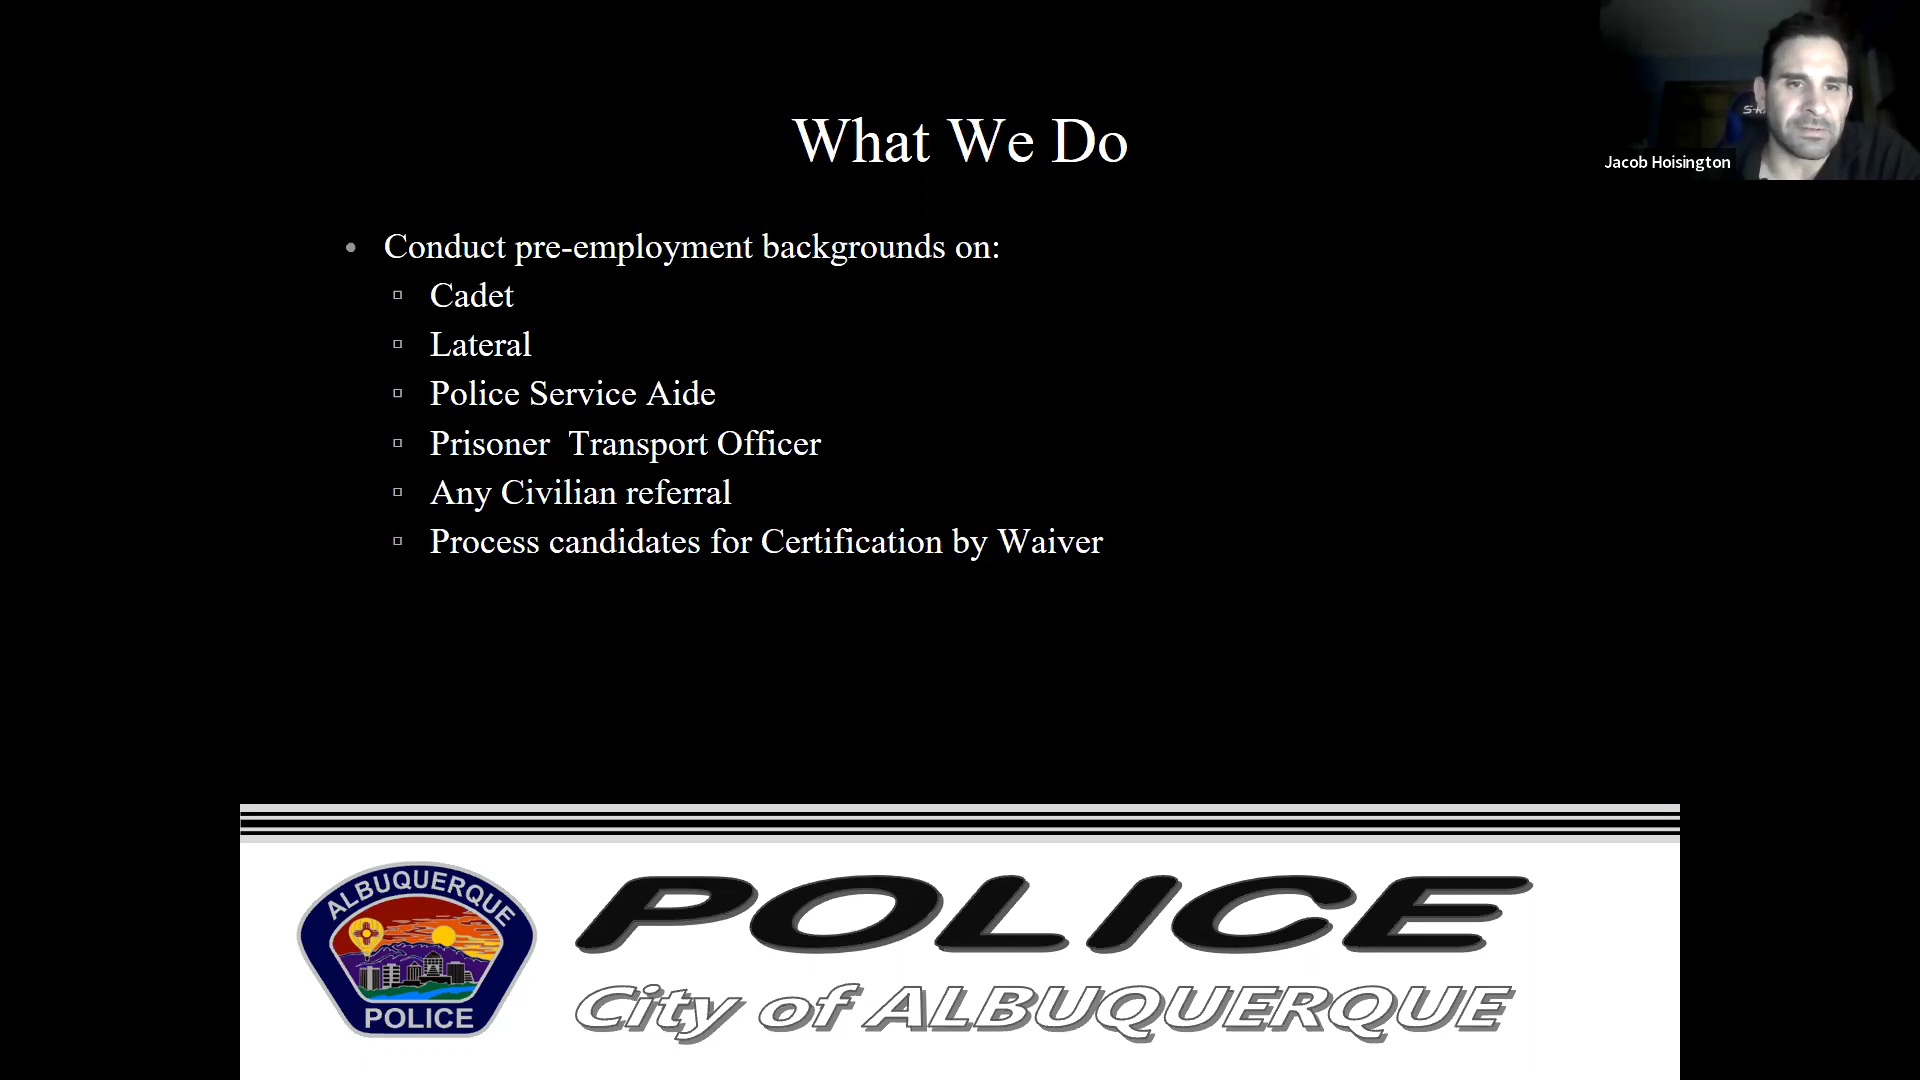 What We Do
Jacob Hoisington
Conduct pre-employment backgrounds on:
Cadet
Lateral
Police Service Aide
Prisoner  Transport Officer
Any Civilian referral
Process candidates for Certification by Waiver
ALBUQUERQUE
POLICE
POLICE
City of ALBUQUERQUE